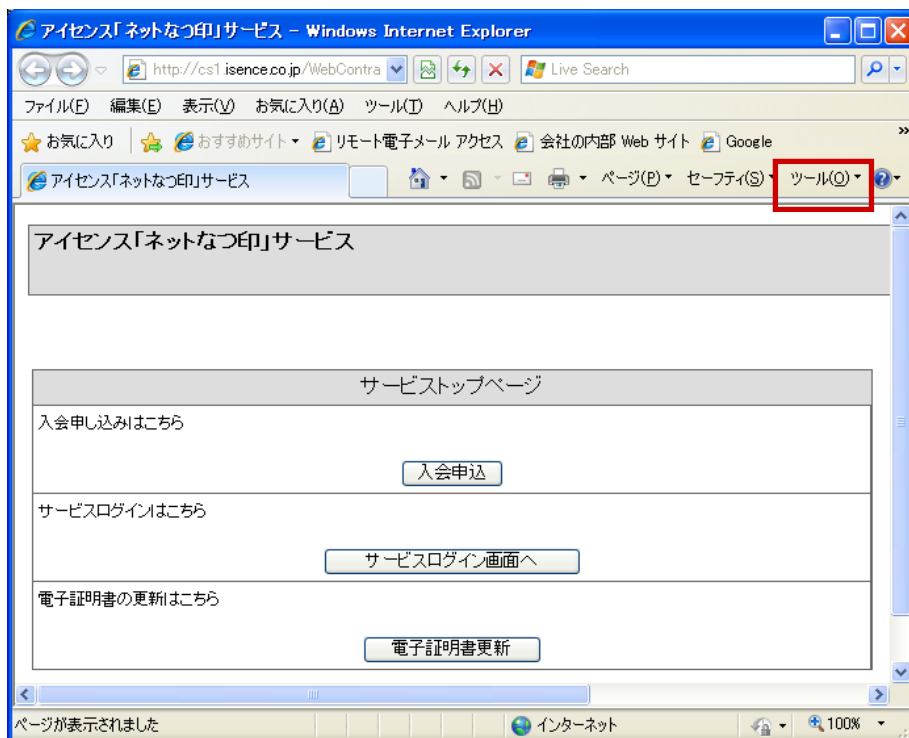 アイセンス「ネットなつ印」サービス – Windows Internet Explorer
http://cs1.isence.co.jp/WebContra
Live Search
ファイル(F) 編集(E) 表示(V) お気に入り(A) ツール(T) ヘルプ(H)
お気に入り おすすめサイト リモート電子メール アクセス 会社の内部 Web サイト Google »
アイセンス「ネットなつ印」サービス ページ(P) セーフティ(S) ツール(O)
アイセンス「ネットなつ印」サービス
サービストップページ
入会申し込みはこちら
入会申込
サービスログインはこちら
サービスログイン画面へ
電子証明書の更新はこちら
電子証明書更新
ページが表示されました インターネット 100%